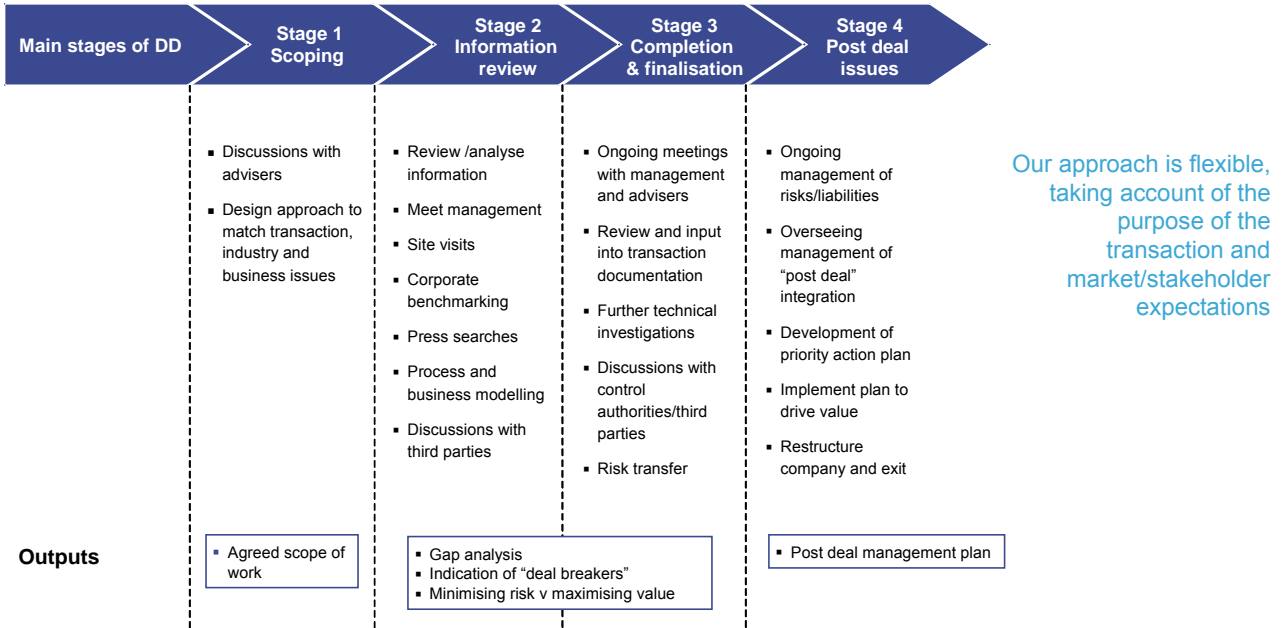 Main stages of DD
Stage 1
Scoping
Stage 2
Information
review
Stage 3
Completion
& finalisation
Stage 4
Post deal
issues
▪ Discussions with
advisers
▪ Design approach to
match transaction,
industry and
business issues
▪ Review /analyse
information
▪ Meet management
▪ Site visits
▪ Corporate
benchmarking
▪ Press searches
▪ Process and
business modelling
▪ Discussions with
third parties
▪ Ongoing meetings
with management
and advisers
▪ Review and input
into transaction
documentation
▪ Further technical
investigations
▪ Discussions with
control
authorities/third
parties
▪ Risk transfer
▪ Ongoing
management of
risks/liabilities
▪ Overseeing
management of
“post deal”
integration
▪ Development of
priority action plan
▪ Implement plan to
drive value
▪ Restructure
company and exit
Our approach is flexible,
taking account of the
purpose of the
transaction and
market/stakeholder
expectations
Outputs
▪ Agreed scope of
work
▪ Gap analysis
▪ Indication of “deal breakers”
▪ Minimising risk v maximising value
▪ Post deal management plan